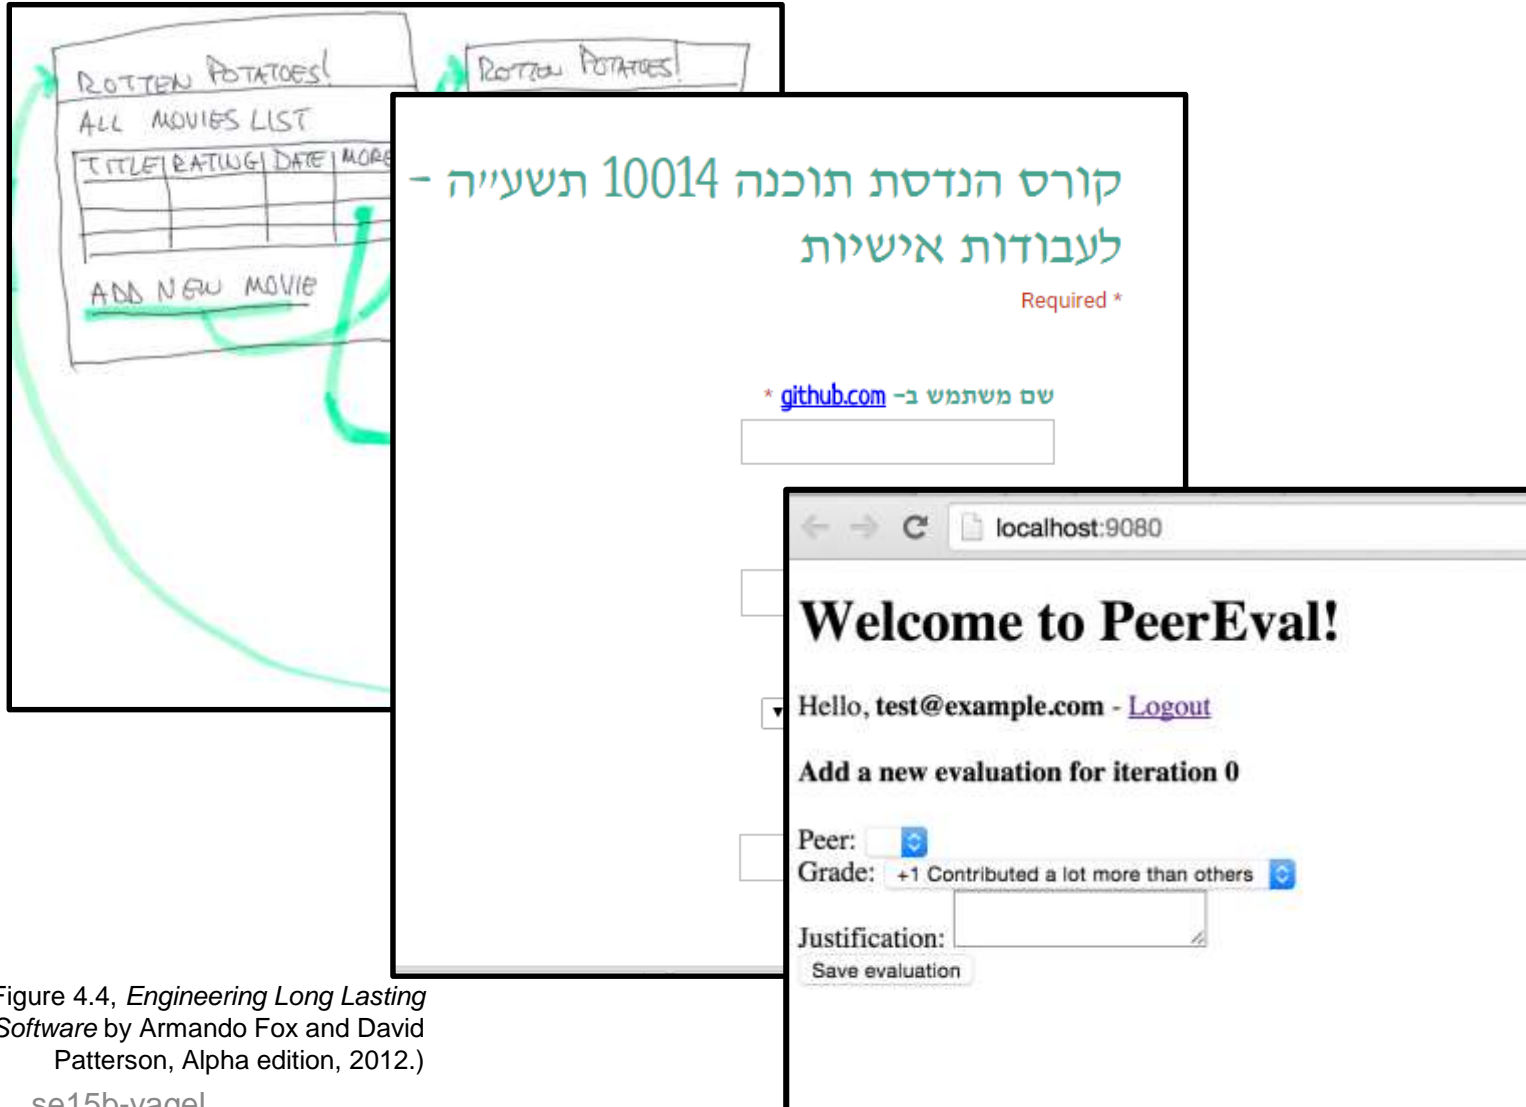 ROTTEN POTATOES!
ALL MOVIES LIST
TITLE RATING DATE MORE
ADD NEW MOVIE
ROTTEN POTATOES!
קורס הנדסת תוכנה 10014 תשע״ה –
לעבודות אישיות
Required *
שם משתמש ב- github.com *
localhost:9080
Welcome to PeerEval!
Hello, test@example.com - Logout
Add a new evaluation for iteration 0
Peer:
Grade: +1 Contributed a lot more than others
Justification:
Save evaluation
Figure 4.4, Engineering Long Lasting
Software by Armando Fox and David
Patterson, Alpha edition, 2012.)
se15b-yagel